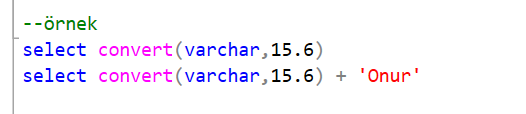 --örnek
select convert(varchar,15.6)
select convert(varchar,15.6) + 'Onur'